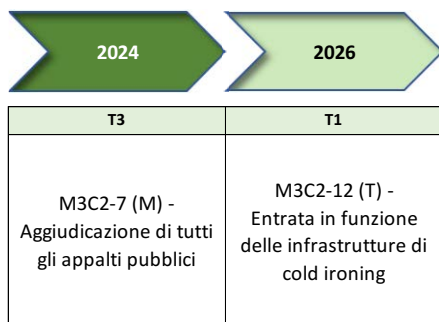 2024
2026
T3
T1
M3C2-7 (M) -
Aggiudicazione di tutti
gli appalti pubblici
M3C2-12 (T) -
Entrata in funzione
delle infrastrutture di
cold ironing